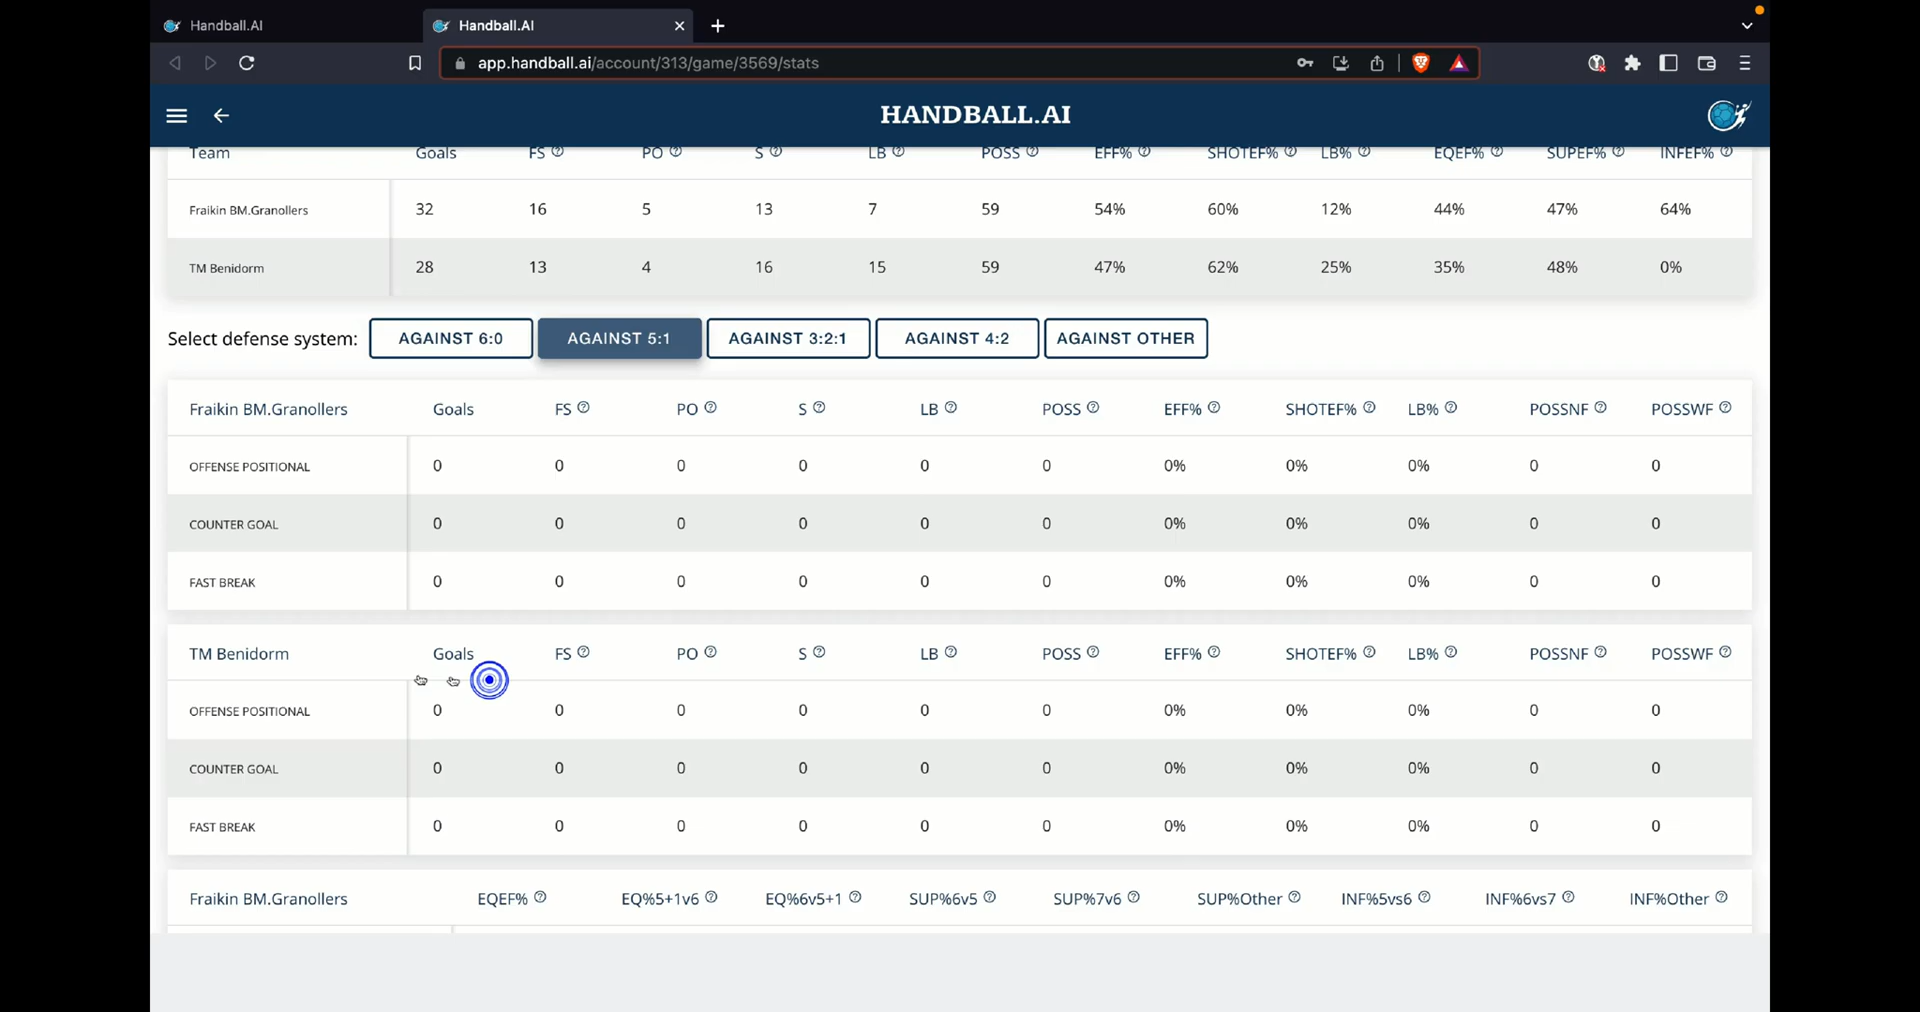 Handball.AI
Handball.AI
app.handball.ai/account/313/game/3569/stats
HANDBALL.AI
Team Goals FS PO S LB POSS EFF% SHOTEF% LB% EQEF% SUPEF% INFEF%
Fraikin BM.Granollers 32 16 5 13 7 59 54% 60% 12% 44% 47% 64%
TM Benidorm 28 13 4 16 15 59 47% 62% 25% 35% 48% 0%
Select defense system: AGAINST 6:0 AGAINST 5:1 AGAINST 3:2:1 AGAINST 4:2 AGAINST OTHER
Fraikin BM.Granollers Goals FS PO S LB POSS EFF% SHOTEF% LB% POSSNF POSSWF
OFFENSE POSITIONAL 0 0 0 0 0 0 0% 0% 0% 0 0
COUNTER GOAL 0 0 0 0 0 0 0% 0% 0% 0 0
FAST BREAK 0 0 0 0 0 0 0% 0% 0% 0 0
TM Benidorm Goals FS PO S LB POSS EFF% SHOTEF% LB% POSSNF POSSWF
OFFENSE POSITIONAL 0 0 0 0 0 0 0% 0% 0% 0 0
COUNTER GOAL 0 0 0 0 0 0 0% 0% 0% 0 0
FAST BREAK 0 0 0 0 0 0 0% 0% 0% 0 0
Fraikin BM.Granollers EQEF% EQ%5+1v6 EQ%6v5+1 SUP%6v5 SUP%7v6 SUP%Other INF%5vs6 INF%6vs7 INF%Other